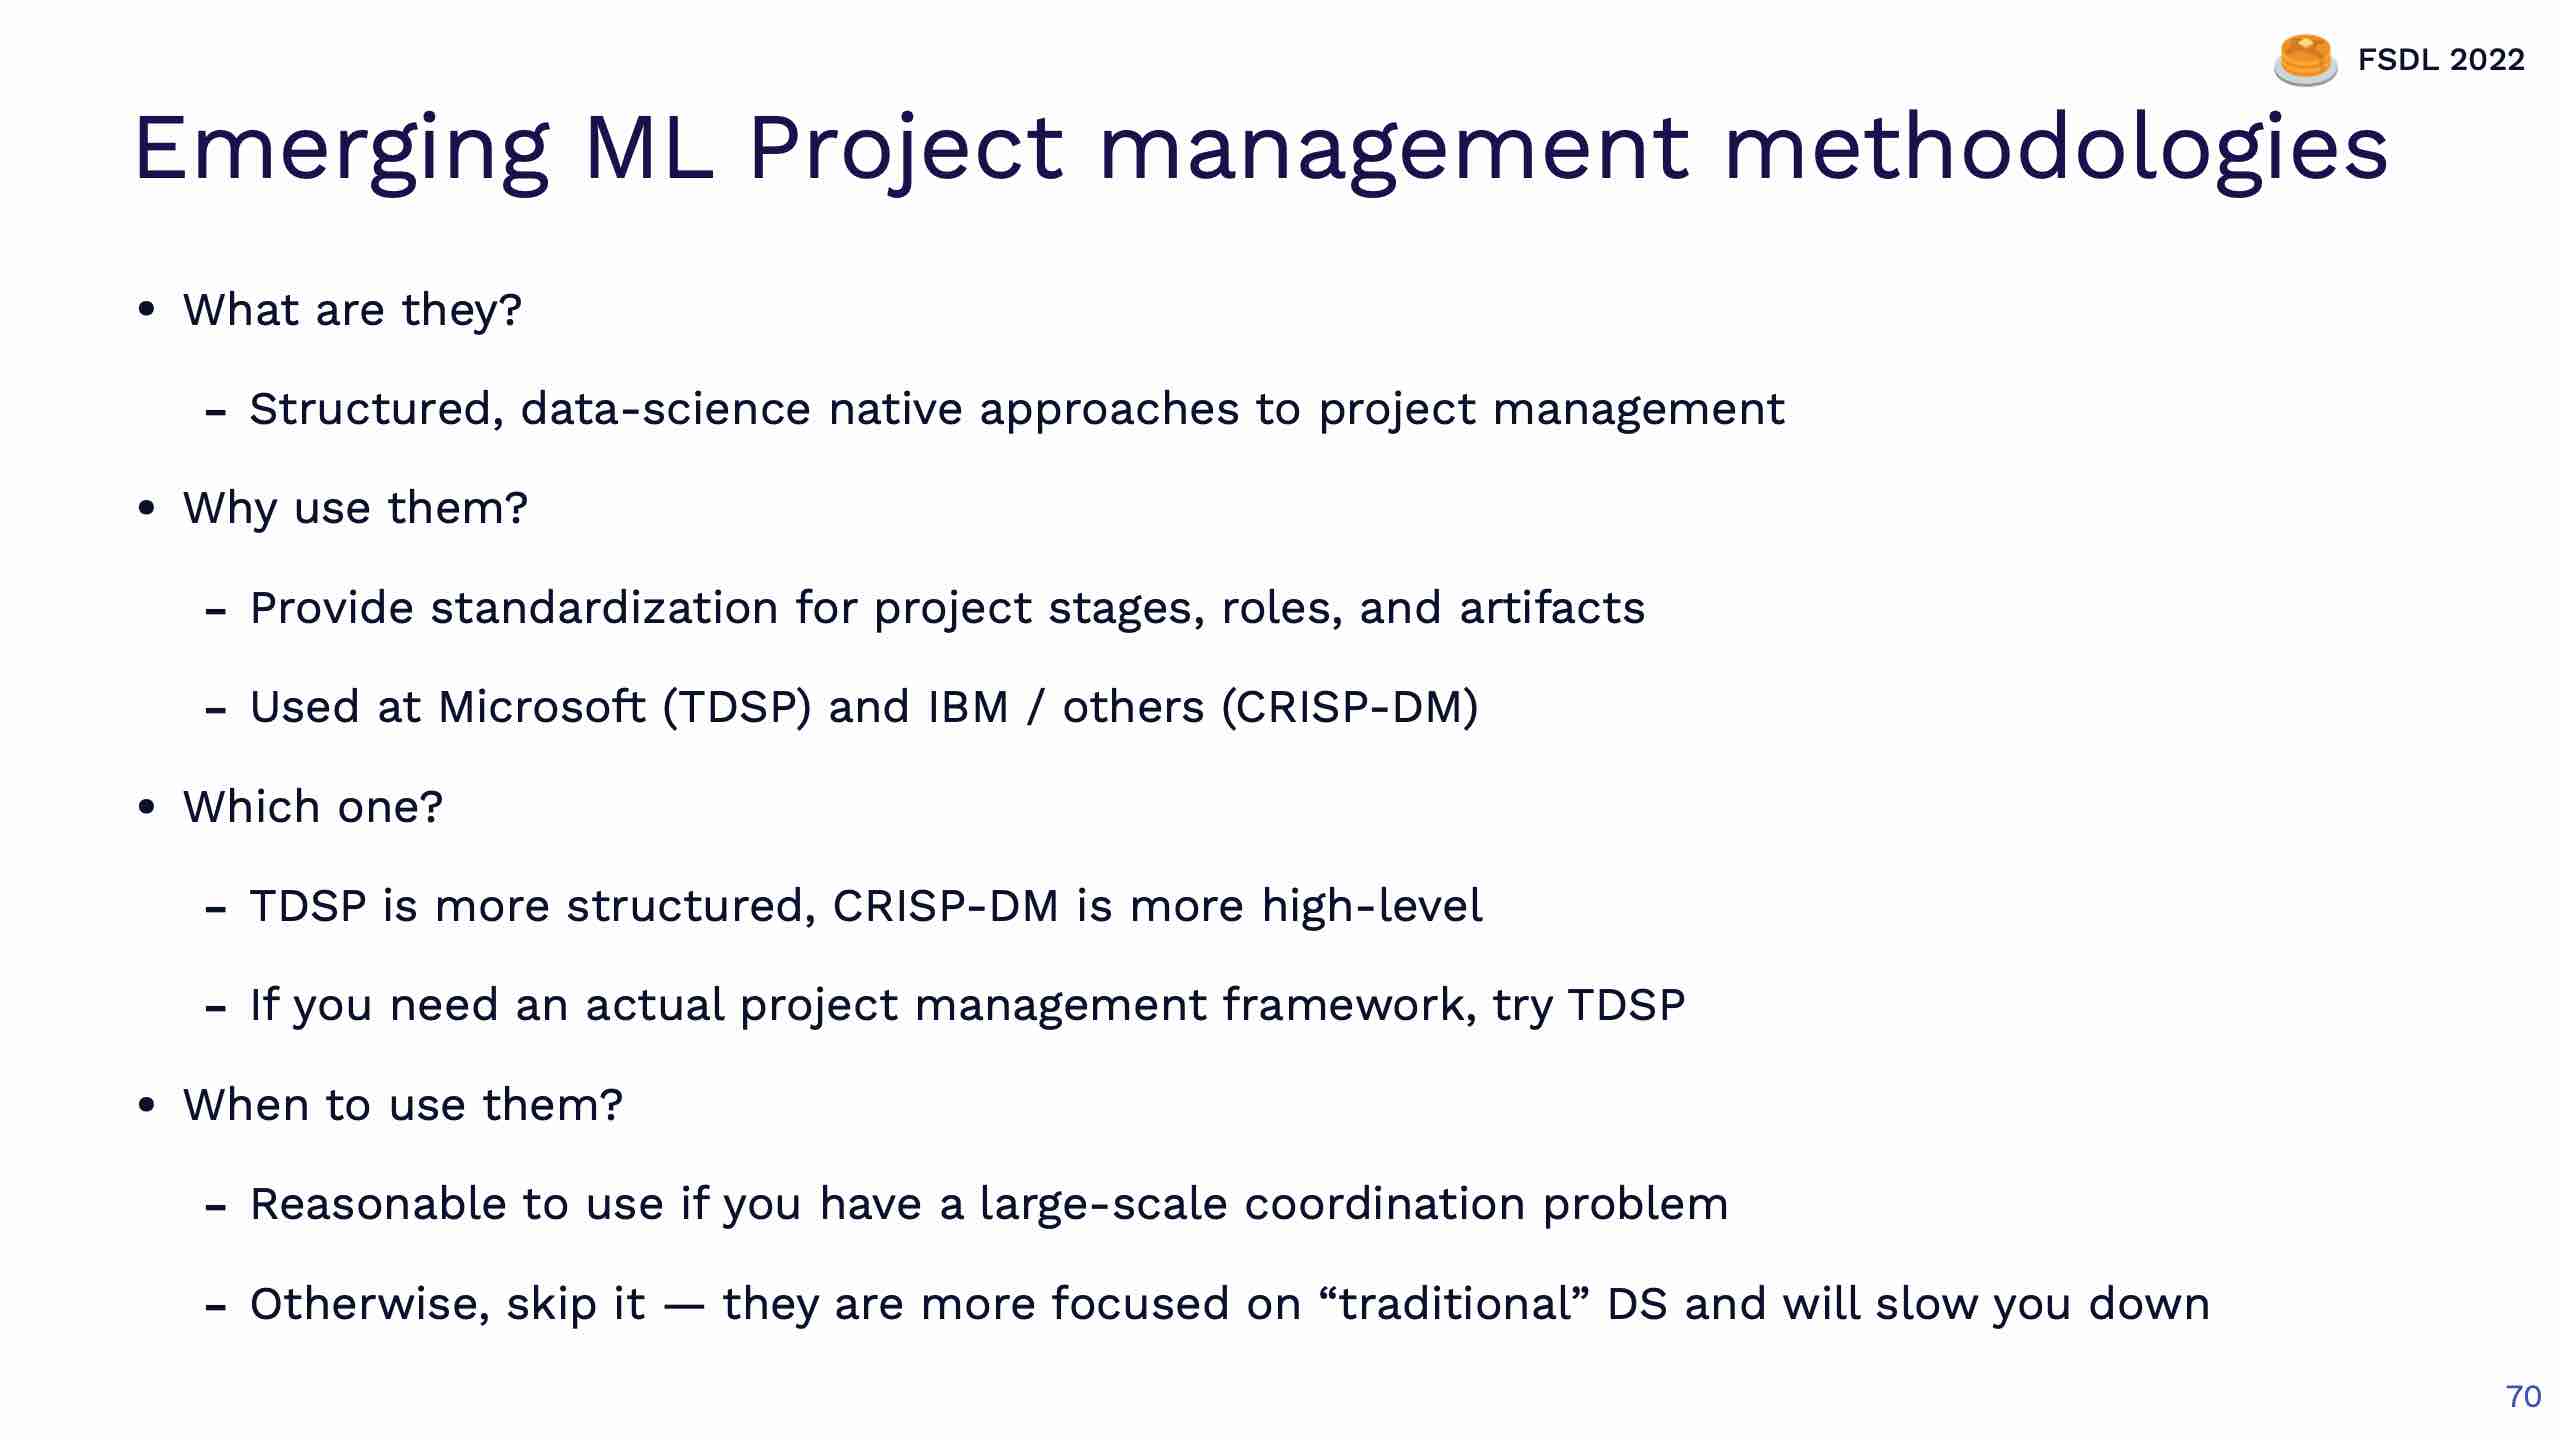 FSDL 2022
Emerging ML Project management methodologies
• What are they?
- Structured, data-science native approaches to project management
• Why use them?
- Provide standardization for project stages, roles, and artifacts
- Used at Microsoft (TDSP) and IBM / others (CRISP-DM)
• Which one?
- TDSP is more structured, CRISP-DM is more high-level
- If you need an actual project management framework, try TDSP
• When to use them?
- Reasonable to use if you have a large-scale coordination problem
- Otherwise, skip it — they are more focused on “traditional” DS and will slow you down
70